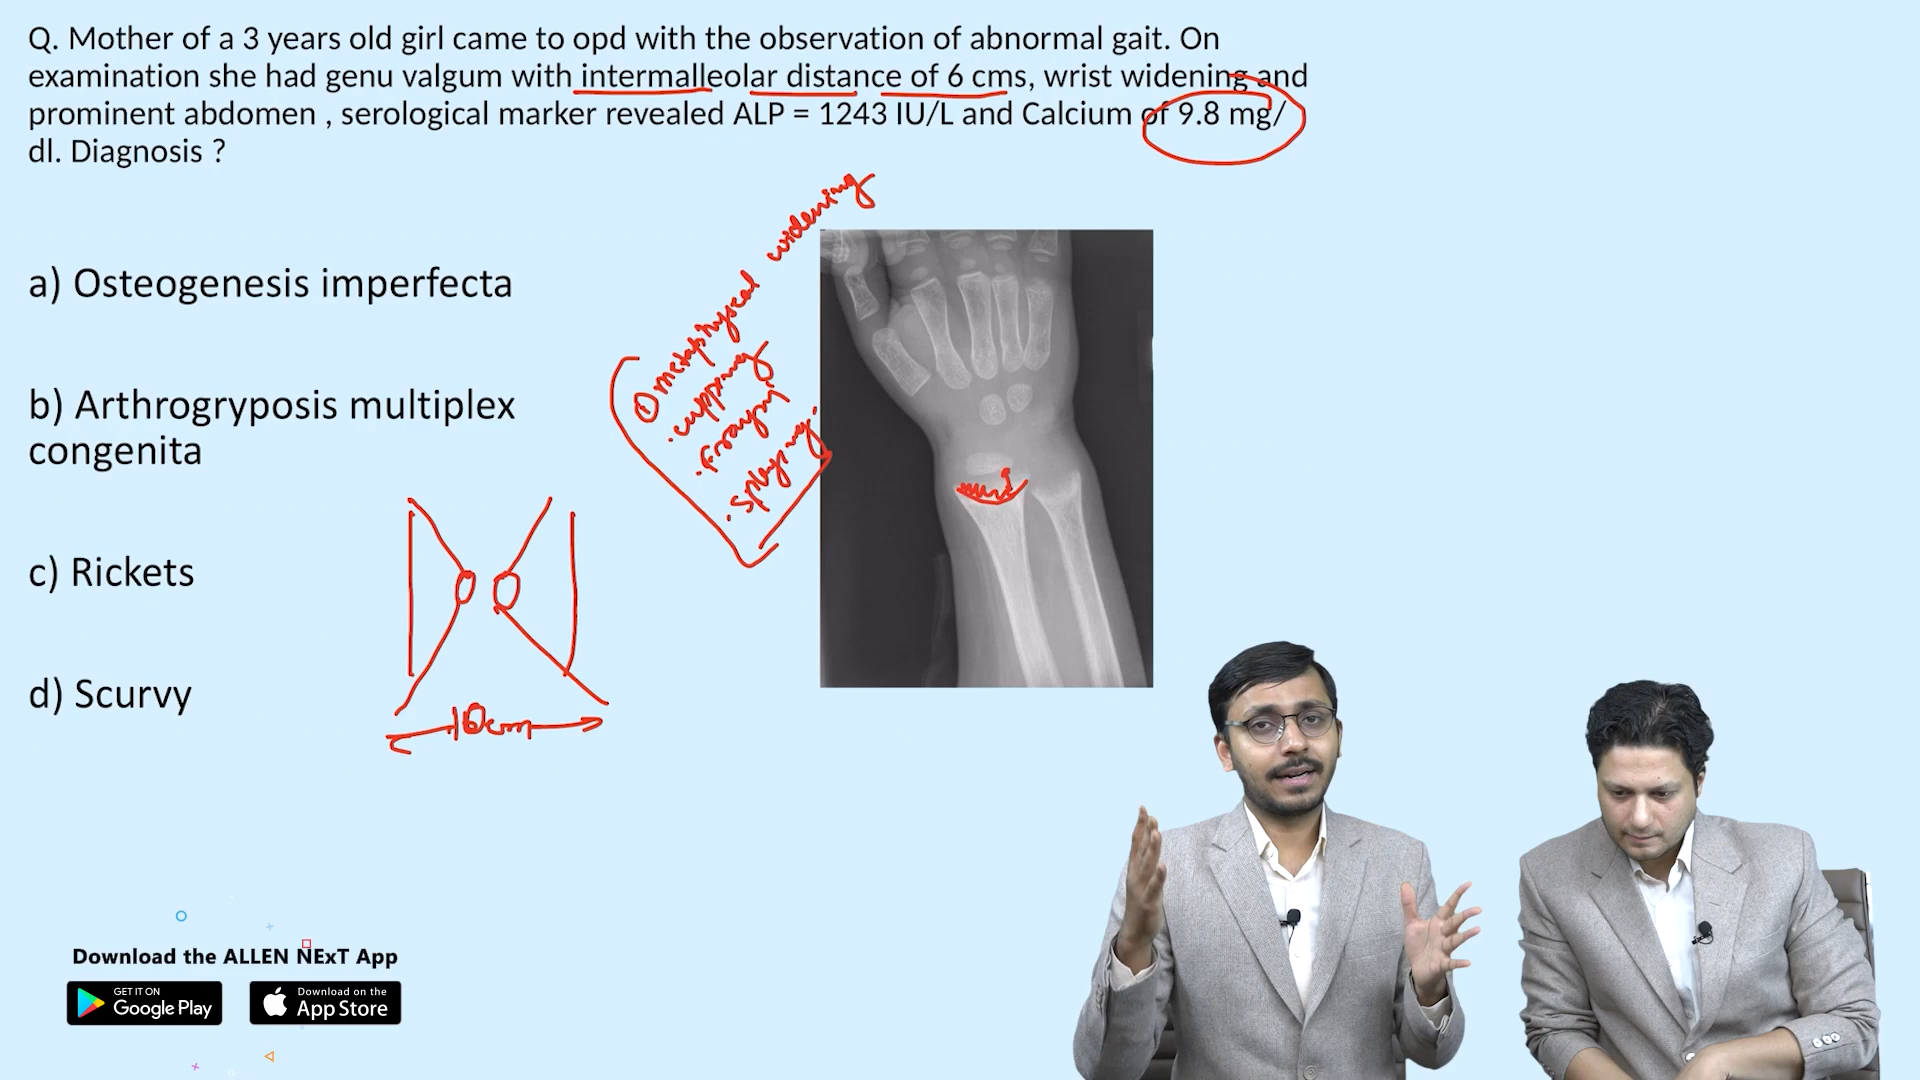 Q. Mother of a 3 years old girl came to opd with the observation of abnormal gait. On
examination she had genu valgum with intermalleolar distance of 6 cms, wrist widening and
prominent abdomen , serological marker revealed ALP = 1243 IU/L and Calcium of 9.8 mg/
dl. Diagnosis ?
a) Osteogenesis imperfecta
b) Arthrogryposis multiplex
congenita
c) Rickets
d) Scurvy
① metaphyseal widening
. cupping
. fraying
. splaying.
10cm
Download the ALLEN NExT App
GET IT ON
Google Play
Download on the
App Store